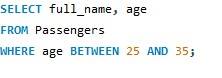 SELECT full_name, age
FROM Passengers
WHERE age BETWEEN 25 AND 35;